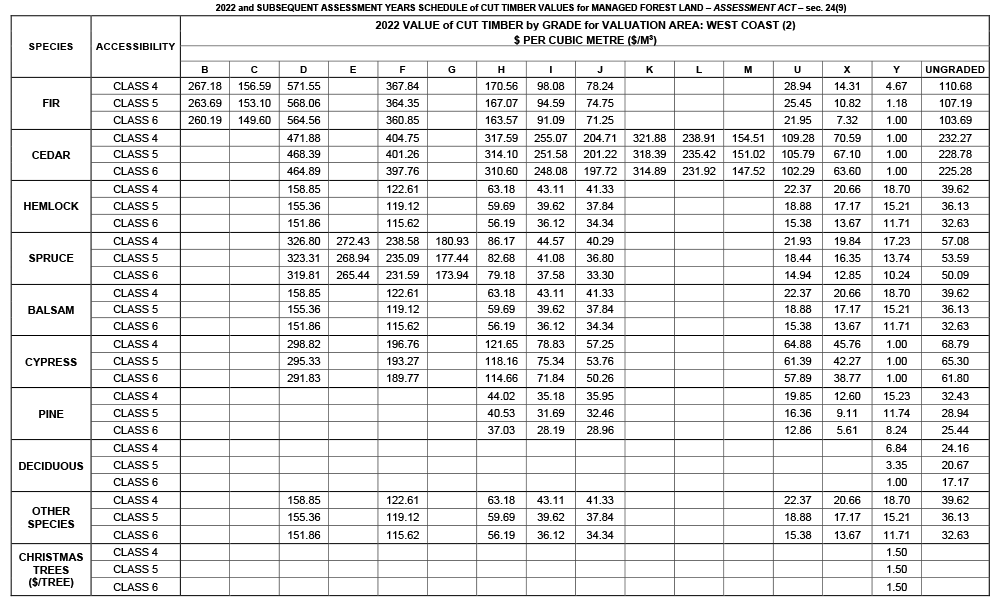 2022 and SUBSEQUENT ASSESSMENT YEARS SCHEDULE of CUT TIMBER VALUES for MANAGED FOREST LAND – ASSESSMENT ACT – sec. 24(9)
SPECIES ACCESSIBILITY 2022 VALUE of CUT TIMBER by GRADE for VALUATION AREA: WEST COAST (2)
$ PER CUBIC METRE ($/M³)
B C D E F G H I J K L M U X Y UNGRADED
FIR CLASS 4 267.18 156.59 571.55 367.84 170.56 98.08 78.24 28.94 14.31 4.67 110.68
CLASS 5 263.69 153.10 568.06 364.35 167.07 94.59 74.75 25.45 10.82 1.18 107.19
CLASS 6 260.19 149.60 564.56 360.85 163.57 91.09 71.25 21.95 7.32 1.00 103.69
CEDAR CLASS 4 471.88 404.75 317.59 255.07 204.71 321.88 238.91 154.51 109.28 70.59 1.00 232.27
CLASS 5 468.39 401.26 314.10 251.58 201.22 318.39 235.42 151.02 105.79 67.10 1.00 228.78
CLASS 6 464.89 397.76 310.60 248.08 197.72 314.89 231.92 147.52 102.29 63.60 1.00 225.28
HEMLOCK CLASS 4 158.85 122.61 63.18 43.11 41.33 22.37 20.66 18.70 39.62
CLASS 5 155.36 119.12 59.69 39.62 37.84 18.88 17.17 15.21 36.13
CLASS 6 151.86 115.62 56.19 36.12 34.34 15.38 13.67 11.71 32.63
SPRUCE CLASS 4 326.80 272.43 238.58 180.93 86.17 44.57 40.29 21.93 19.84 17.23 57.08
CLASS 5 323.31 268.94 235.09 177.44 82.68 41.08 36.80 18.44 16.35 13.74 53.59
CLASS 6 319.81 265.44 231.59 173.94 79.18 37.58 33.30 14.94 12.85 10.24 50.09
BALSAM CLASS 4 158.85 122.61 63.18 43.11 41.33 22.37 20.66 18.70 39.62
CLASS 5 155.36 119.12 59.69 39.62 37.84 18.88 17.17 15.21 36.13
CLASS 6 151.86 115.62 56.19 36.12 34.34 15.38 13.67 11.71 32.63
CYPRESS CLASS 4 298.82 196.76 121.65 78.83 57.25 64.88 45.76 1.00 68.79
CLASS 5 295.33 193.27 118.16 75.34 53.76 61.39 42.27 1.00 65.30
CLASS 6 291.83 189.77 114.66 71.84 50.26 57.89 38.77 1.00 61.80
PINE CLASS 4 44.02 35.18 35.95 19.85 12.60 15.23 32.43
CLASS 5 40.53 31.69 32.46 16.36 9.11 11.74 28.94
CLASS 6 37.03 28.19 28.96 12.86 5.61 8.24 25.44
DECIDUOUS CLASS 4 6.84 24.16
CLASS 5 3.35 20.67
CLASS 6 1.00 17.17
OTHER SPECIES CLASS 4 158.85 122.61 63.18 43.11 41.33 22.37 20.66 18.70 39.62
CLASS 5 155.36 119.12 59.69 39.62 37.84 18.88 17.17 15.21 36.13
CLASS 6 151.86 115.62 56.19 36.12 34.34 15.38 13.67 11.71 32.63
CHRISTMAS TREES ($/TREE) CLASS 4 1.50
CLASS 5 1.50
CLASS 6 1.50